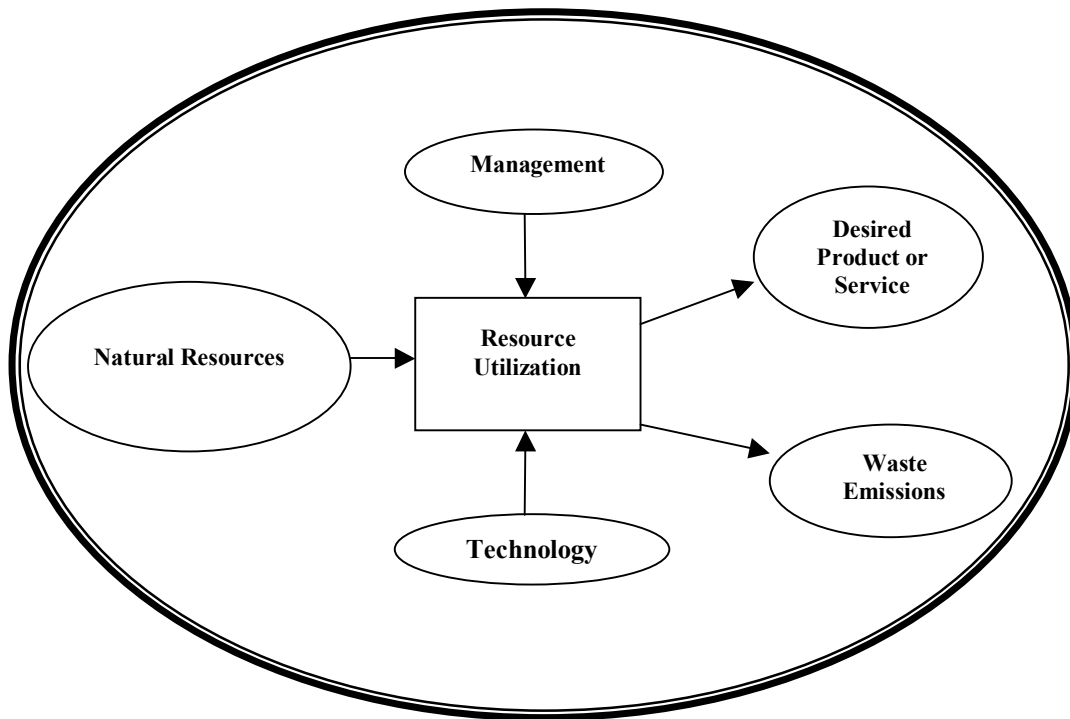 Management
Desired
Product or
Service
Natural Resources
Resource
Utilization
Waste
Emissions
Technology